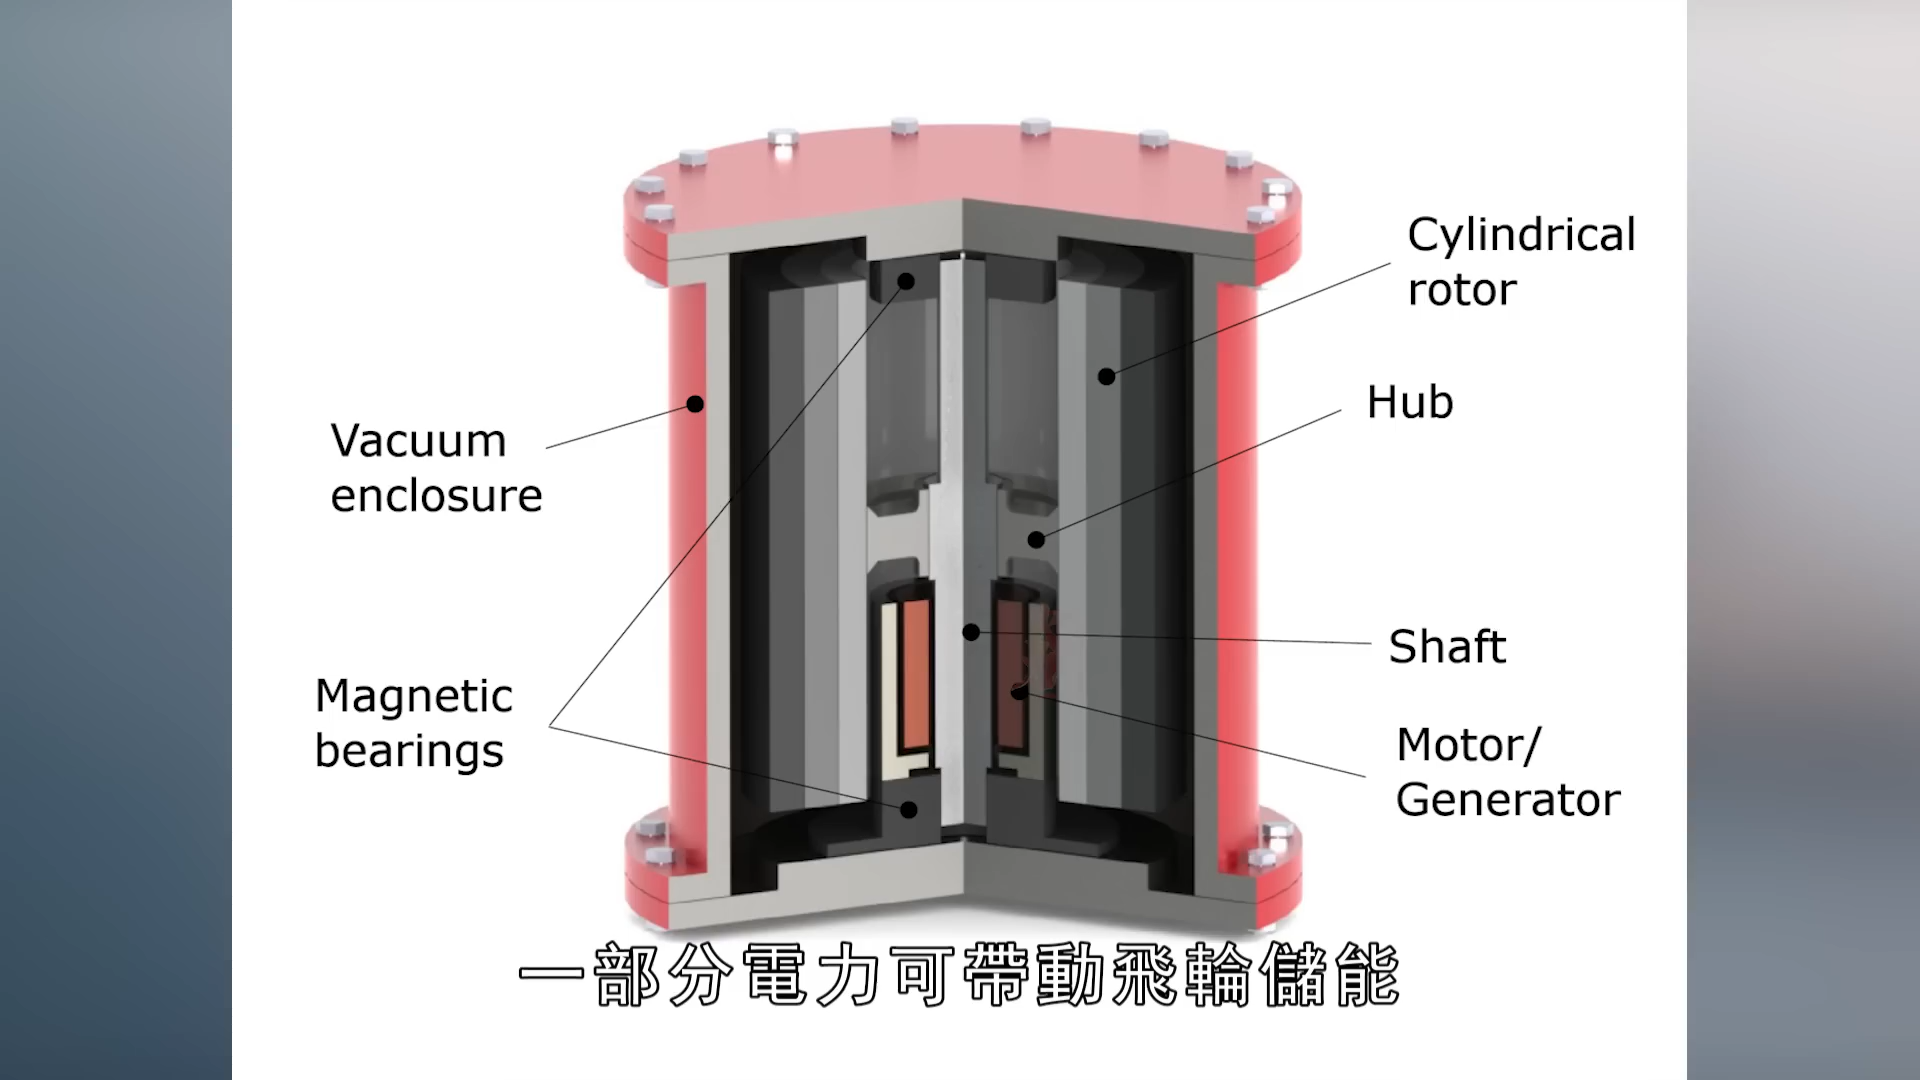 Cylindrical
rotor
Hub
Vacuum
enclosure
Shaft
Magnetic
bearings
Motor/
Generator
一部分電力可帶動飛輪儲能